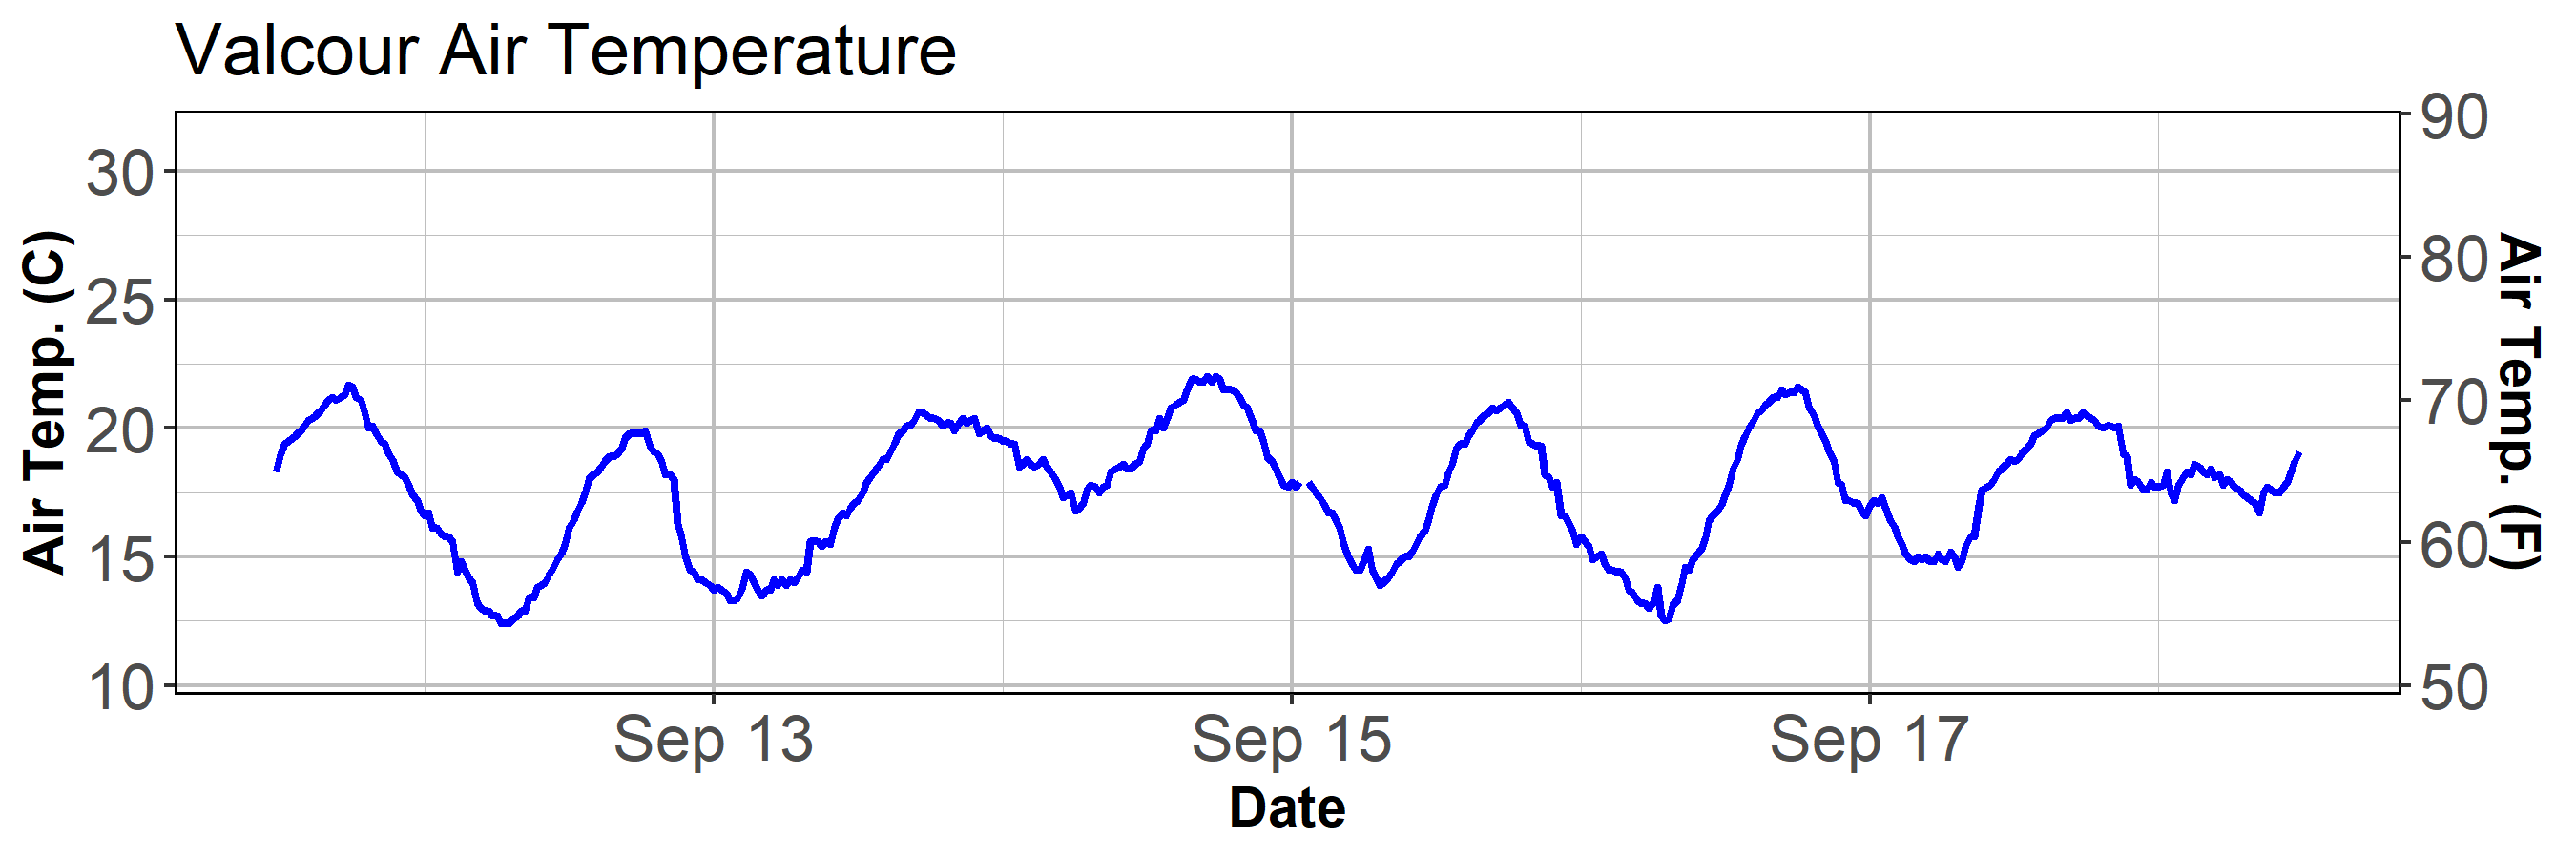 Valcour Air Temperature
Air Temp. (C)
30
25
20
15
10
90
80
70
60
50
Air Temp. (F)
Sep 13 Sep 15 Sep 17
Date